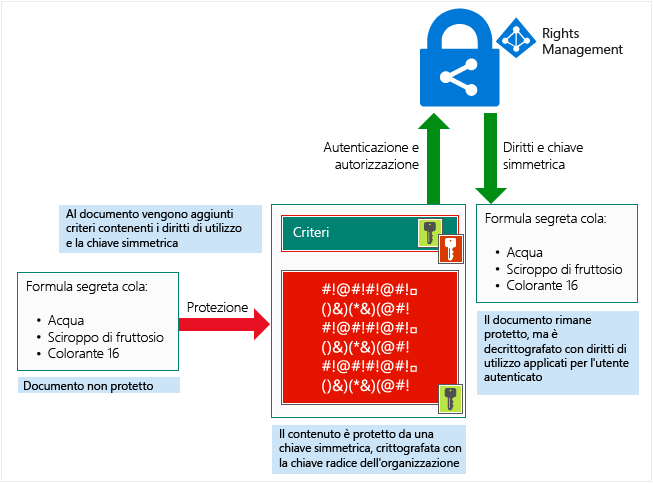 Rights
Management
Autenticazione e
autorizzazione
Diritti e chiave
simmetrica
Al documento vengono aggiunti
criteri contenenti i diritti di utilizzo
e la chiave simmetrica
Criteri
Formula segreta cola:
• Acqua
• Sciroppo di fruttosio
• Colorante 16
Formula segreta cola:
• Acqua
• Sciroppo di fruttosio
• Colorante 16
Protezione
#!@#!#!@#!□
()&)(*&)(@#!
#!@#!#!@#!□
()&)(*&)(@#!
#!@#!#!@#!□
()&)(*&)(@#!
Il documento rimane
protetto, ma è
decrittografato con diritti di
utilizzo applicati per l'utente
autenticato
Documento non protetto
Il contenuto è protetto da una
chiave simmetrica, crittografata con
la chiave radice dell'organizzazione